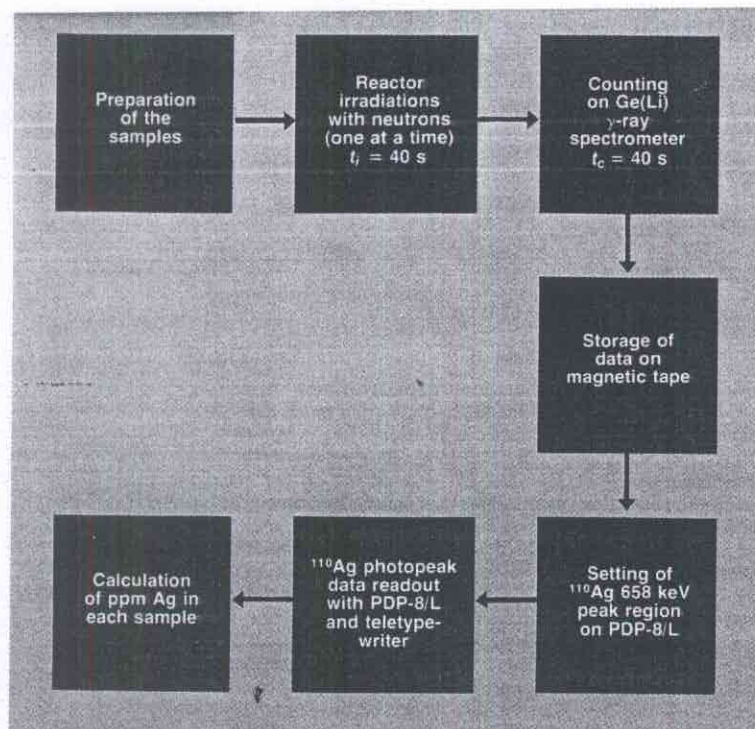 Preparation
of the
samples
Reactor
irradiations
with neutrons
(one at a time)
tᵢ = 40 s
Counting
on Ge(Li)
γ-ray
spectrometer
t_c = 40 s
Storage of
data on
magnetic tape
Setting of
¹¹⁰Ag 658 keV
peak region
on PDP-8/L
¹¹⁰Ag photopeak
data readout
with PDP-8/L
and teletype-
writer
Calculation
of ppm Ag in
each sample